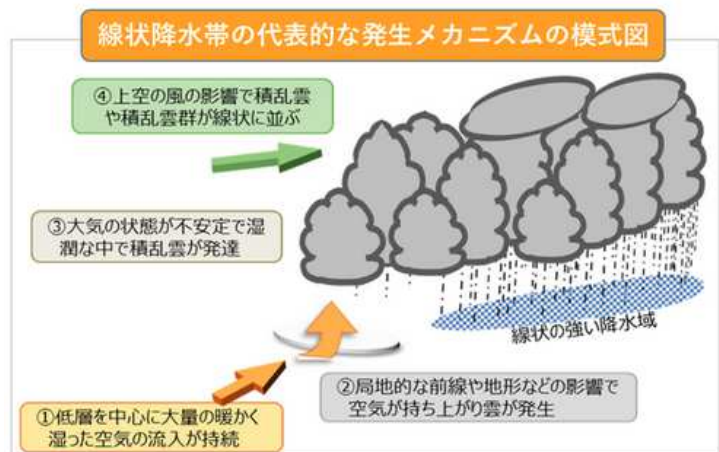 線状降水帯の代表的な発生メカニズムの模式図
④上空の風の影響で積乱雲
や積乱雲群が線状に並ぶ
③大気の状態が不安定で湿
潤な中で積乱雲が発達
線状の強い降水域
②局地的な前線や地形などの影響で
空気が持ち上がり雲が発生
①低層を中心に大量の暖かく
湿った空気の流入が持続